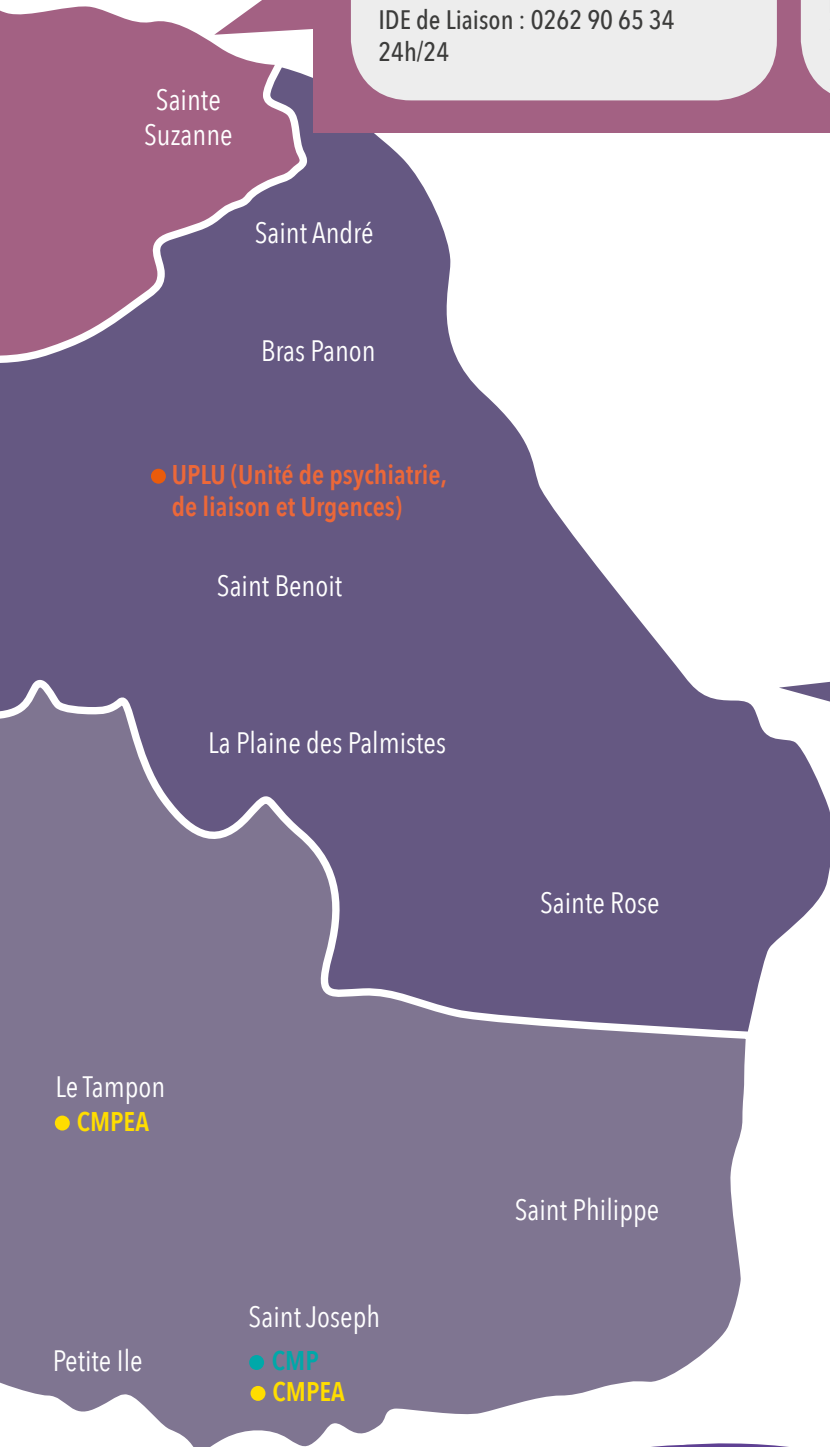 IDE de Liaison : 0262 90 65 34
24h/24
Sainte
Suzanne
Saint André
Bras Panon
UPLU (Unité de psychiatrie,
de liaison et Urgences)
Saint Benoit
La Plaine des Palmistes
Sainte Rose
Le Tampon
CMPEA
Saint Philippe
Saint Joseph
CMP
CMPEA
Petite Ile